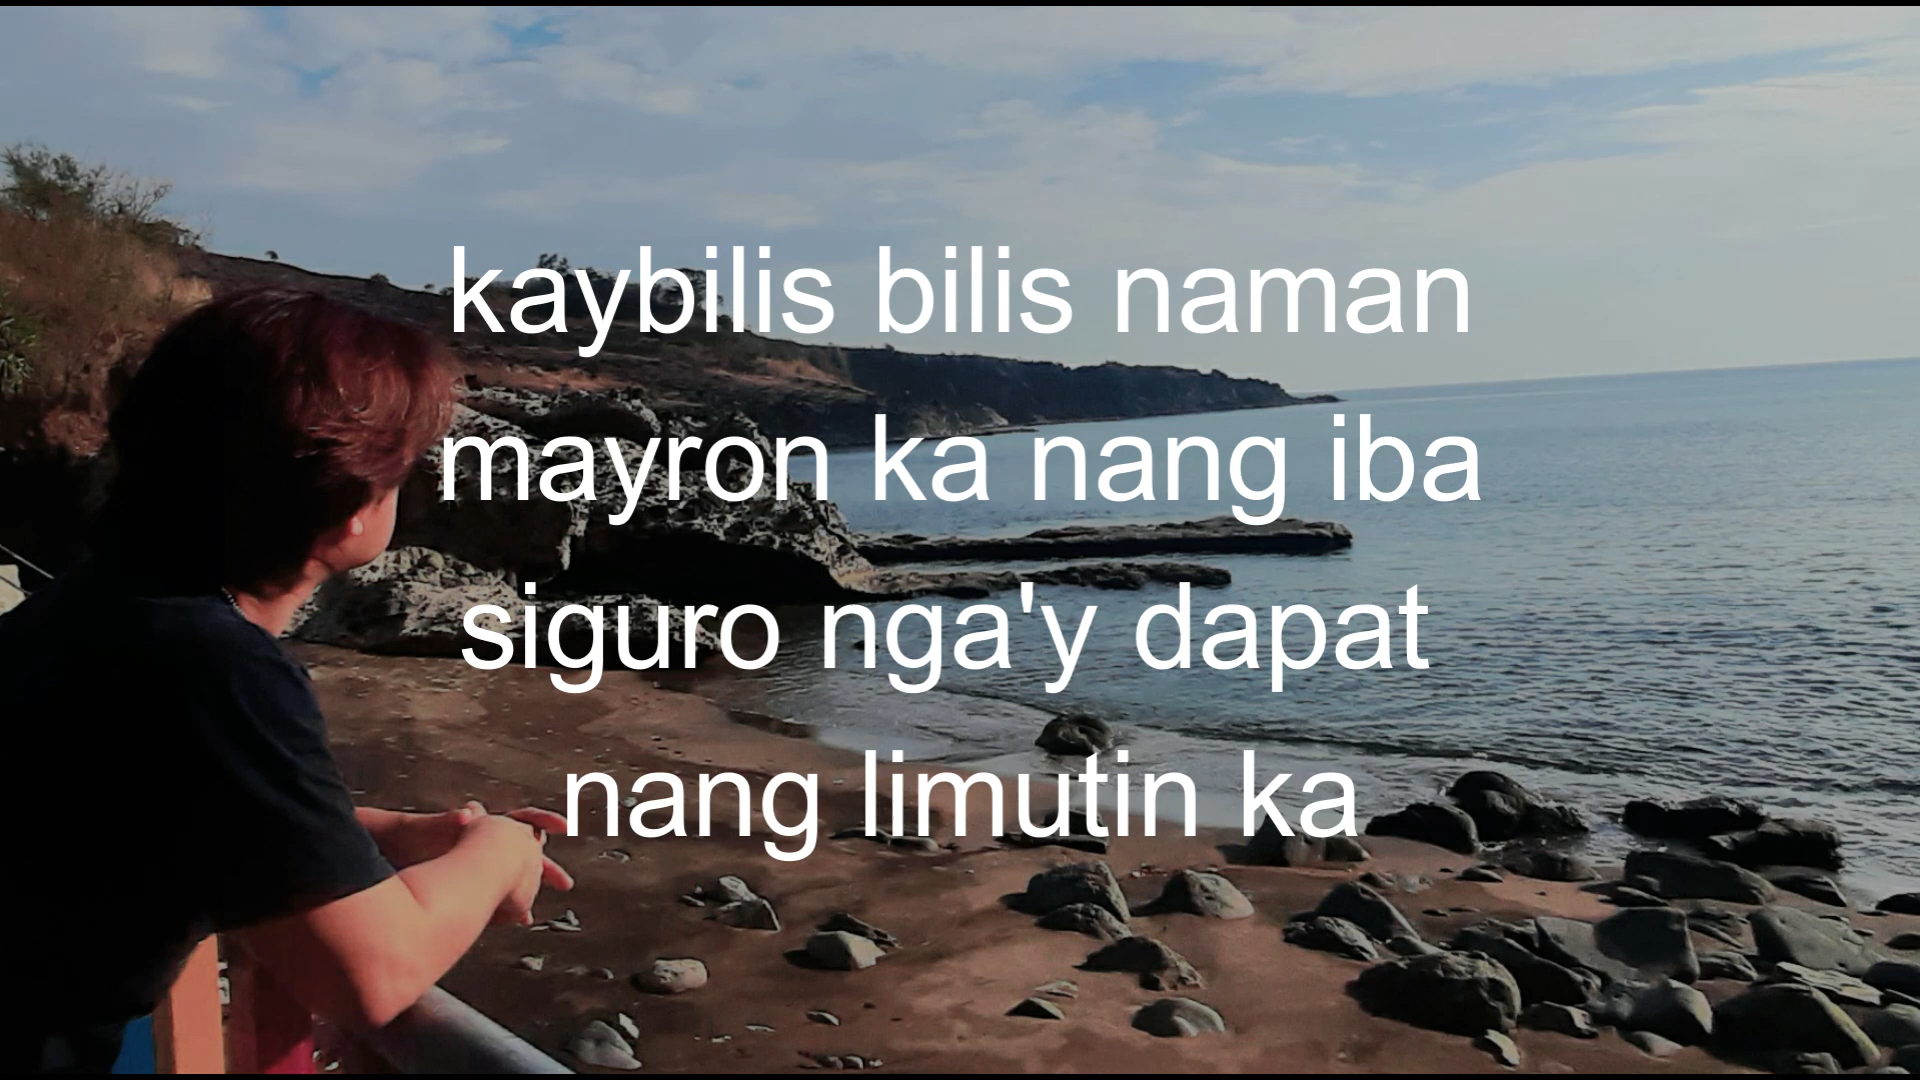 kaybilis bilis naman
mayron ka nang iba
siguro nga'y dapat
nang limutin ka